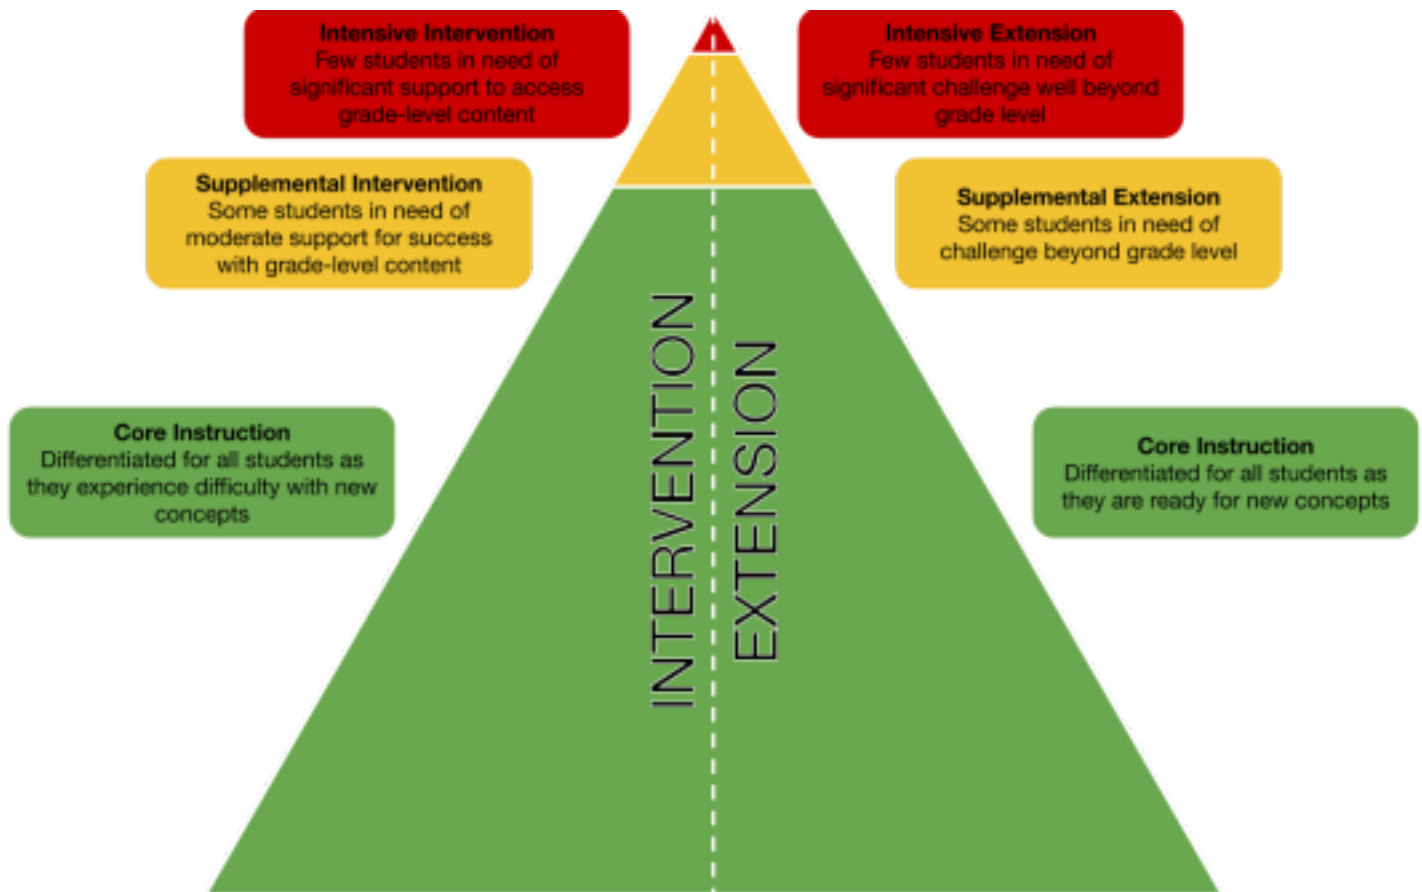 Intensive Intervention
Few students in need of
significant support to access
grade-level content
Intensive Extension
Few students in need of
significant challenge well beyond
grade level
Supplemental Intervention
Some students in need of
moderate support for success
with grade-level content
Supplemental Extension
Some students in need of
challenge beyond grade level
INTERVENTION
EXTENSION
Core Instruction
Differentiated for all students as
they experience difficulty with new
concepts
Core Instruction
Differentiated for all students as
they are ready for new concepts